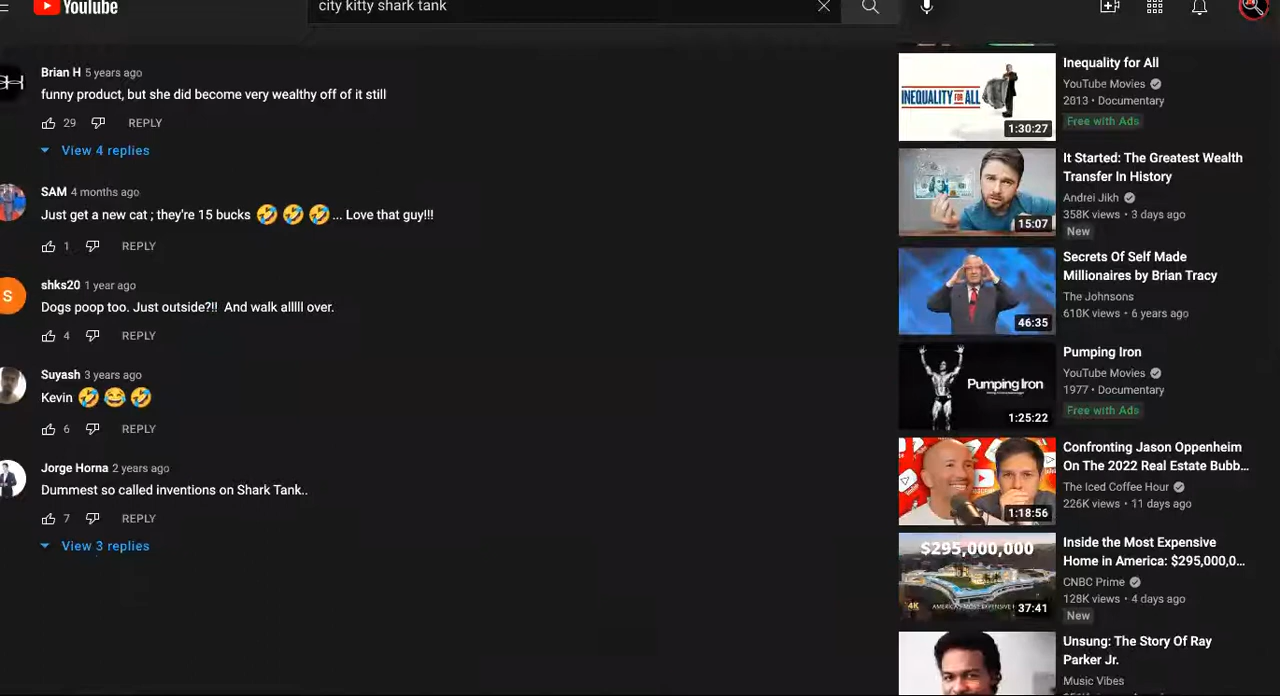 YouTube
city kitty shark tank
Brian H 5 years ago
funny product, but she did become very wealthy off of it still
29 REPLY
View 4 replies
SAM 4 months ago
Just get a new cat ; they're 15 bucks 🤣🤣🤣... Love that guy!!!
1 REPLY
S
shks20 1 year ago
Dogs poop too. Just outside?!! And walk alllll over.
4 REPLY
Suyash 3 years ago
Kevin 🤣😂🤣
6 REPLY
Jorge Horna 2 years ago
Dummest so called inventions on Shark Tank..
7 REPLY
View 3 replies
INEQUALITY FOR ALL
1:30:27
Inequality for All
YouTube Movies
2013 • Documentary
Free with Ads
15:07
It Started: The Greatest Wealth
Transfer In History
Andrei Jikh
358K views • 3 days ago
New
46:35
Secrets Of Self Made
Millionaires by Brian Tracy
The Johnsons
610K views • 6 years ago
Pumping Iron
1:25:22
Pumping Iron
YouTube Movies
1977 • Documentary
Free with Ads
1:18:56
Confronting Jason Oppenheim
On The 2022 Real Estate Bubb...
The Iced Coffee Hour
226K views • 11 days ago
$295,000,000
4K
AMERICA'S MOST EXPENSIVE
37:41
Inside the Most Expensive
Home in America: $295,000,0...
CNBC Prime
128K views • 4 days ago
New
Unsung: The Story Of Ray
Parker Jr.
Music Vibes